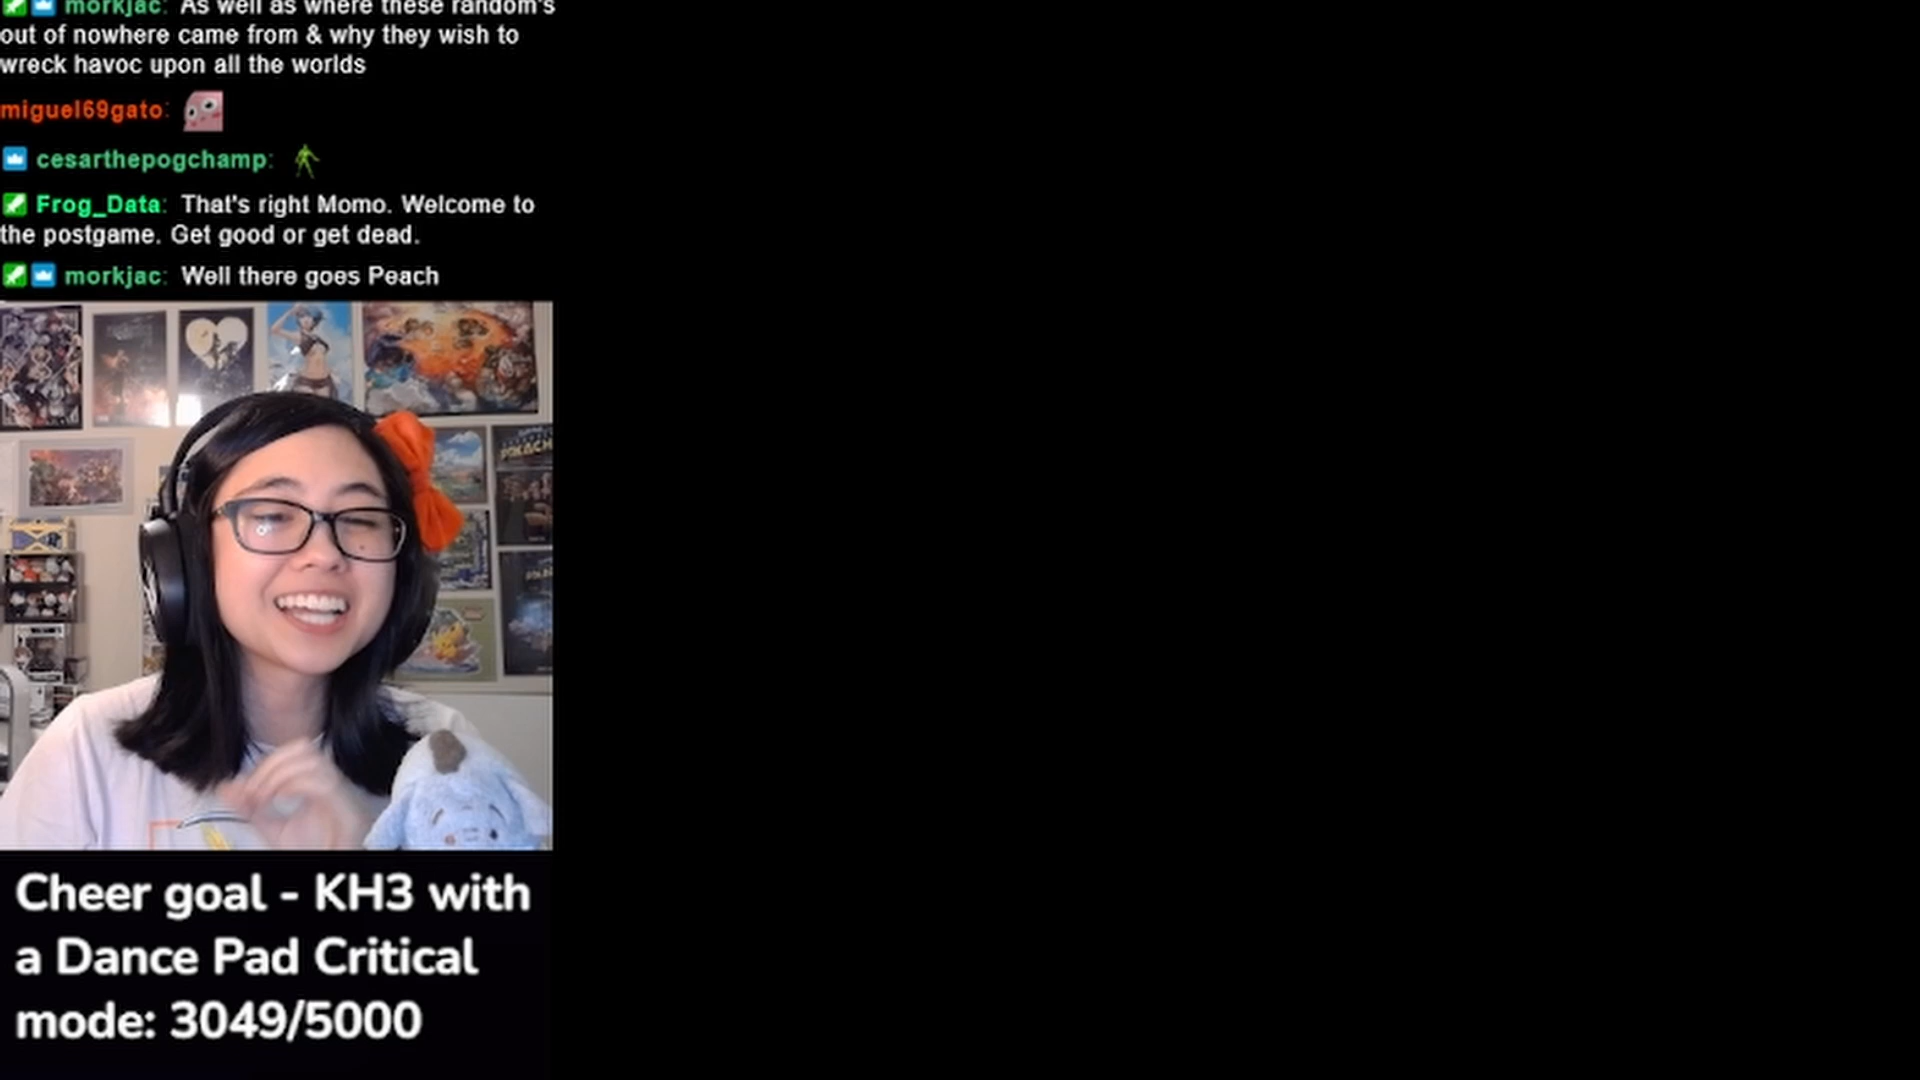 morkjac: As well as where these random's
out of nowhere came from & why they wish to
wreck havoc upon all the worlds
miguel69gato:
cesarthepogchamp:
Frog_Data: That's right Momo. Welcome to
the postgame. Get good or get dead.
morkjac: Well there goes Peach
Cheer goal - KH3 with
a Dance Pad Critical
mode: 3049/5000